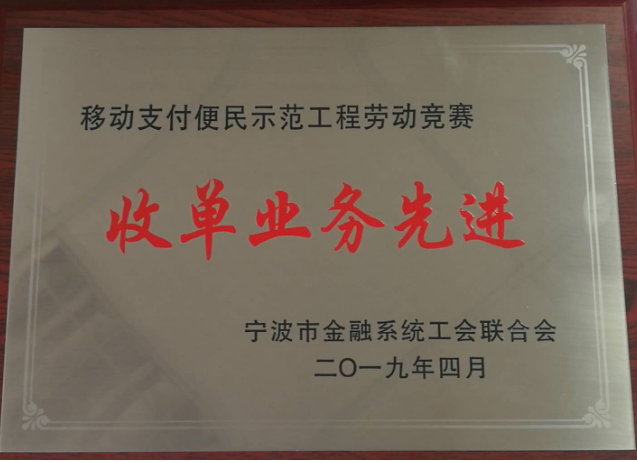 移动支付便民示范工程劳动竞赛
收单业务先进
宁波市金融系统工会联合会
二〇一九年四月